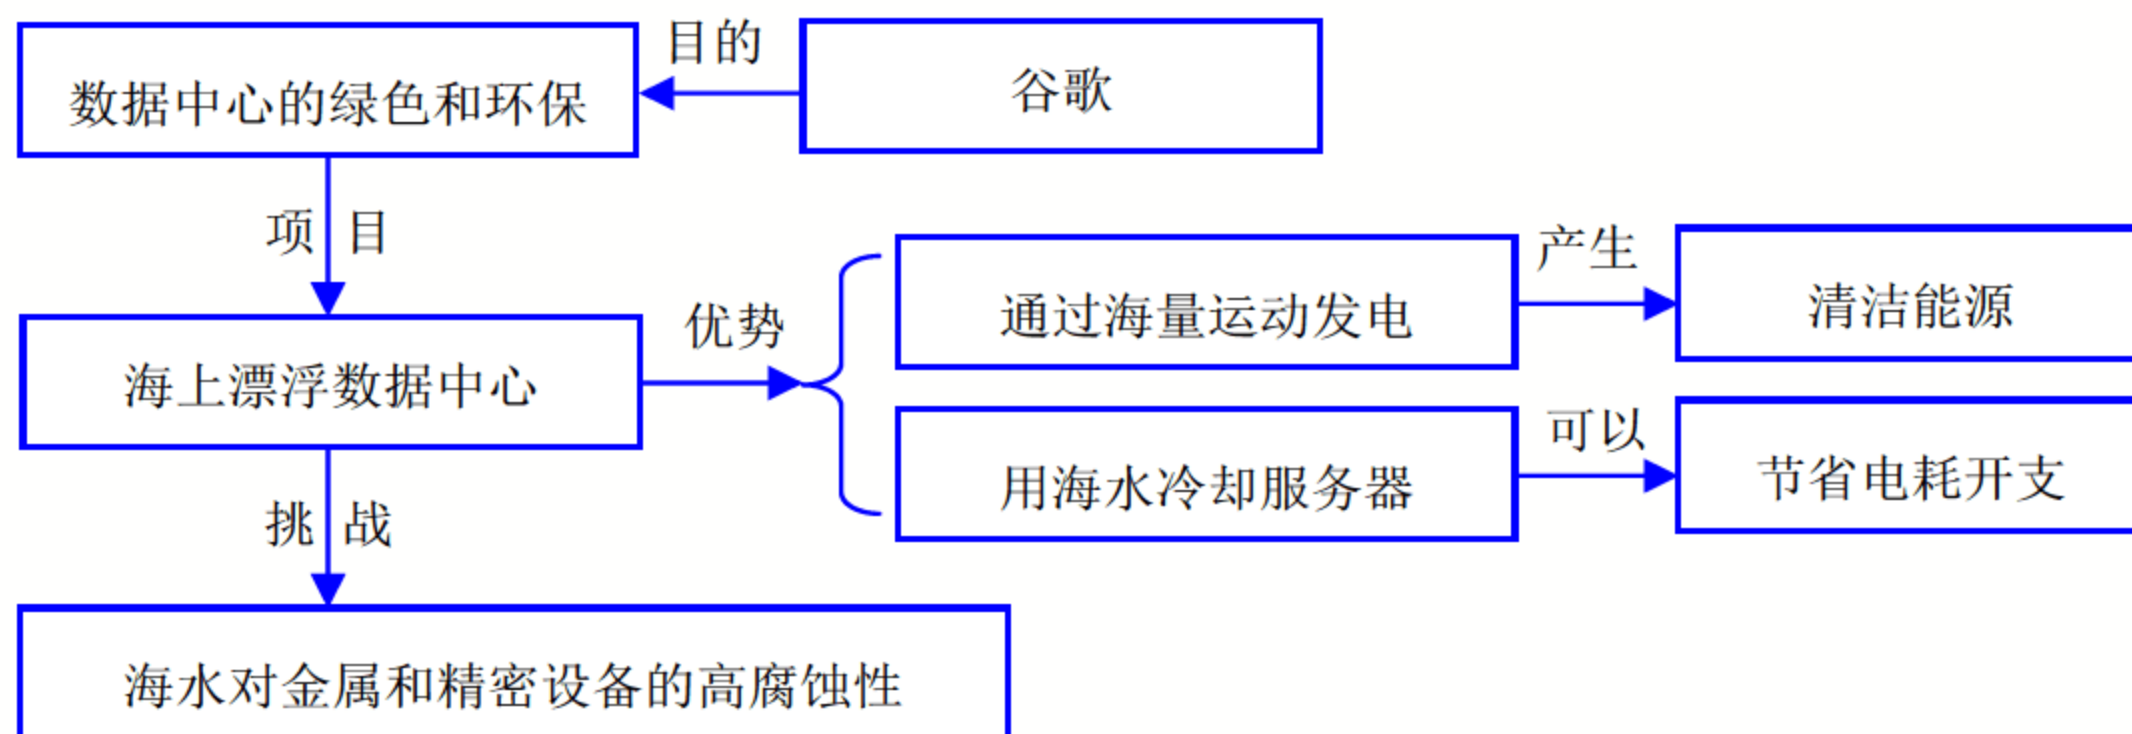 目的
数据中心的绿色和环保
谷歌
项 目
产生
通过海量运动发电
清洁能源
优势
海上漂浮数据中心
可以
用海水冷却服务器
节省电耗开支
挑 战
海水对金属和精密设备的高腐蚀性